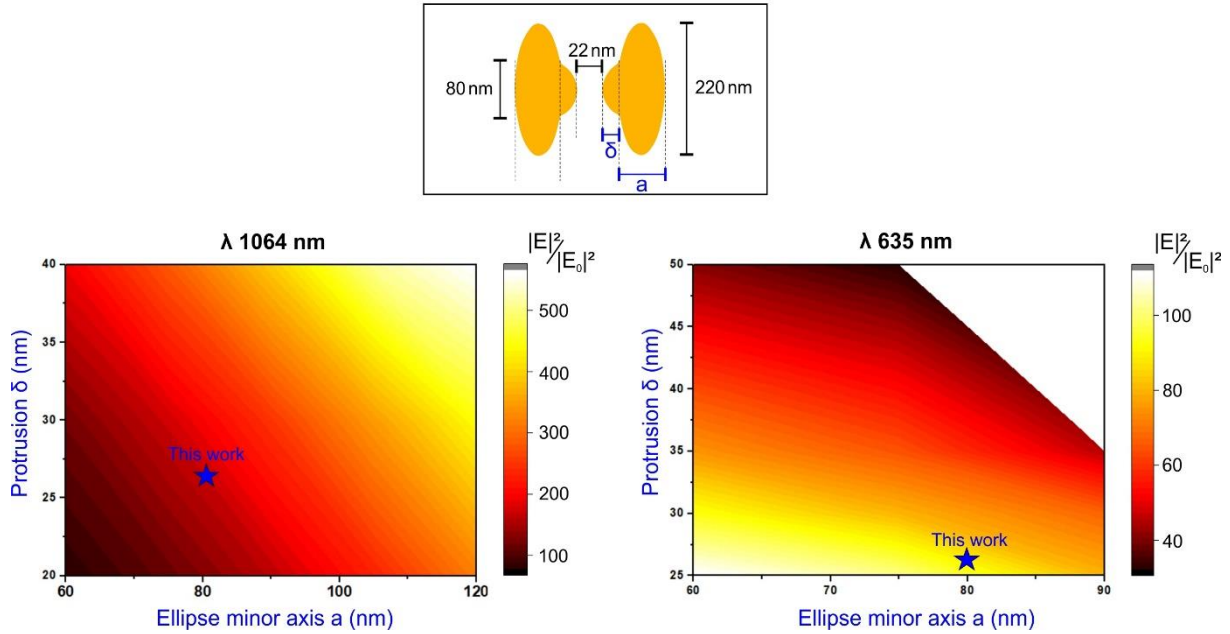 22 nm
80 nm
220 nm
δ
a
λ 1064 nm
|E|²/|E₀|²
Protrusion δ (nm)
40
35
30
25
20
This work
60
80
100
120
Ellipse minor axis a (nm)
500
400
300
200
100
λ 635 nm
|E|²/|E₀|²
Protrusion δ (nm)
50
45
40
35
30
25
This work
60
70
80
90
Ellipse minor axis a (nm)
100
80
60
40